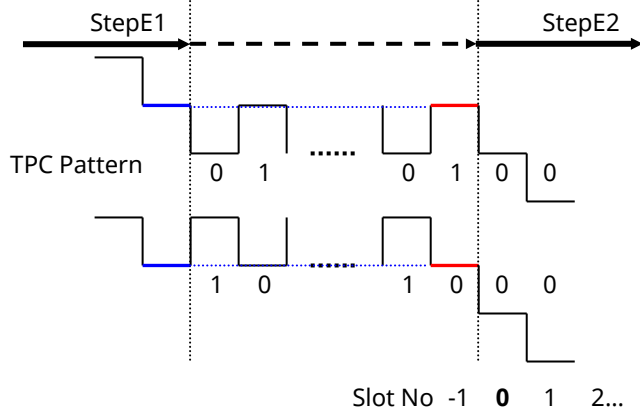 StepE1 StepE2
TPC Pattern
0 1 ...... 0 1 0 0
1 0 ...... 1 0 0 0
Slot No -1 0 1 2...